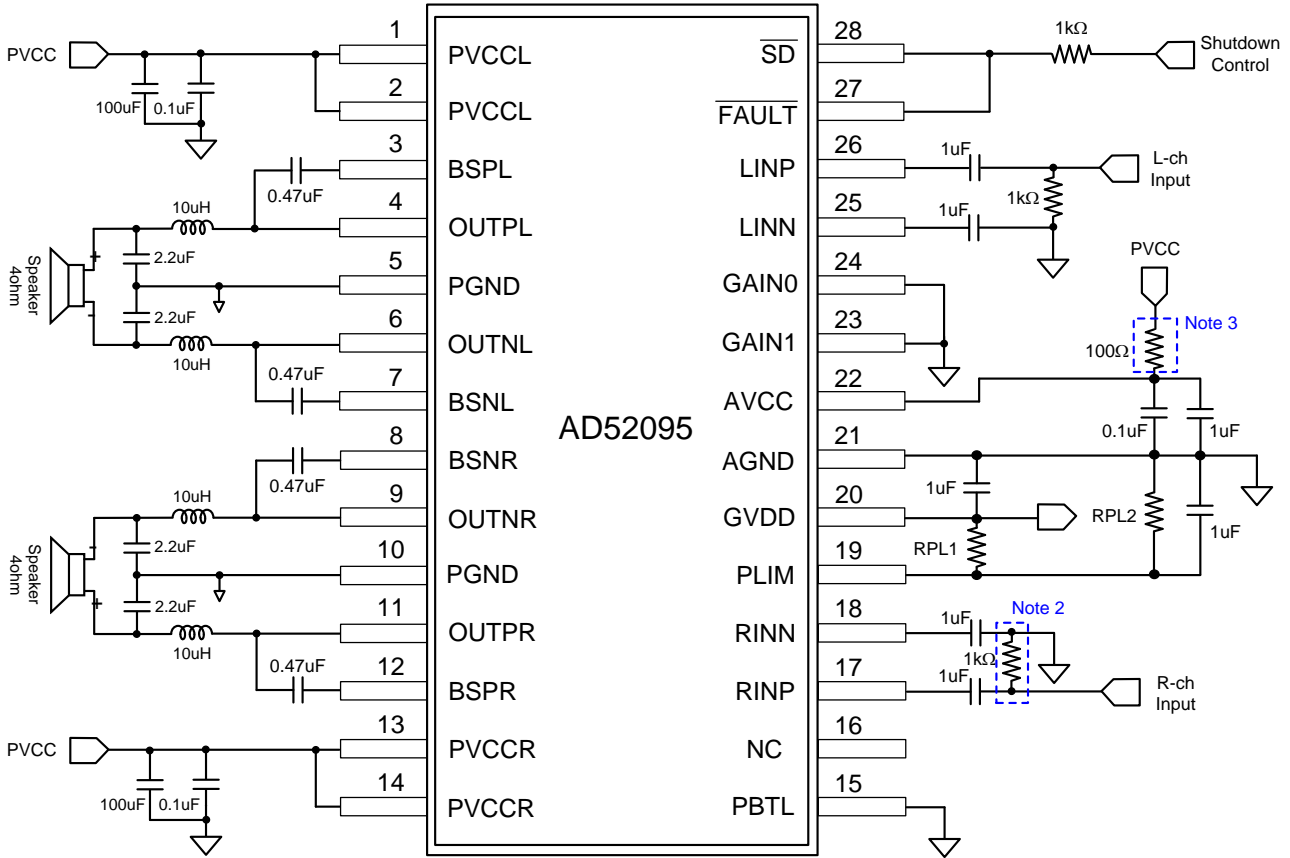 1
PVCC
PVCCL
100uF
0.1uF
2
PVCCL
3
BSPL
0.47uF
4
10uH
OUTPL
+
2.2uF
Speaker
4ohm
5
PGND
2.2uF
-
6
10uH
OUTNL
0.47uF
7
BSNL
8
BSNR
0.47uF
9
10uH
OUTNR
-
2.2uF
Speaker
4ohm
10
PGND
2.2uF
+
11
10uH
OUTPR
0.47uF
12
BSPR
13
PVCC
PVCCR
100uF
0.1uF
14
PVCCR
AD52095
28
SD
1kΩ
Shutdown
Control
27
FAULT
26
LINP
1uF
L-ch
Input
1kΩ
25
LINN
1uF
24
GAIN0
PVCC
23
GAIN1
Note 3
100Ω
22
AVCC
0.1uF
1uF
21
AGND
1uF
20
GVDD
RPL1
RPL2
1uF
19
PLIM
Note 2
18
RINN
1uF
1kΩ
17
RINP
1uF
R-ch
Input
16
NC
15
PBTL